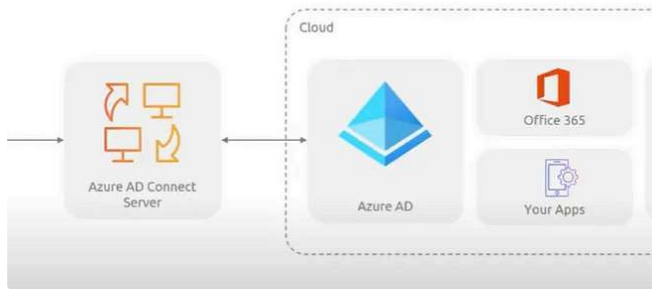 Cloud
Azure AD Connect
Server
Azure AD
Office 365
Your Apps